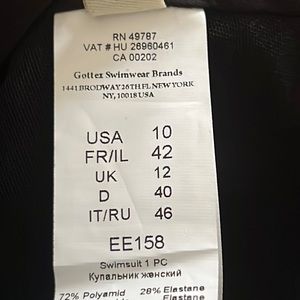 RN 49787
VAT # HU 26960461
CA 00202
Gottex Swimwear Brands
1441 BRODWAY 26TH FL NEW YORK
NY, 10018 USA
USA 10
FR/IL 42
UK 12
D 40
IT/RU 46
EE158
Swimsuit 1 PC
Купальник женский
72% Polyamid 28% Elastane
Elastane